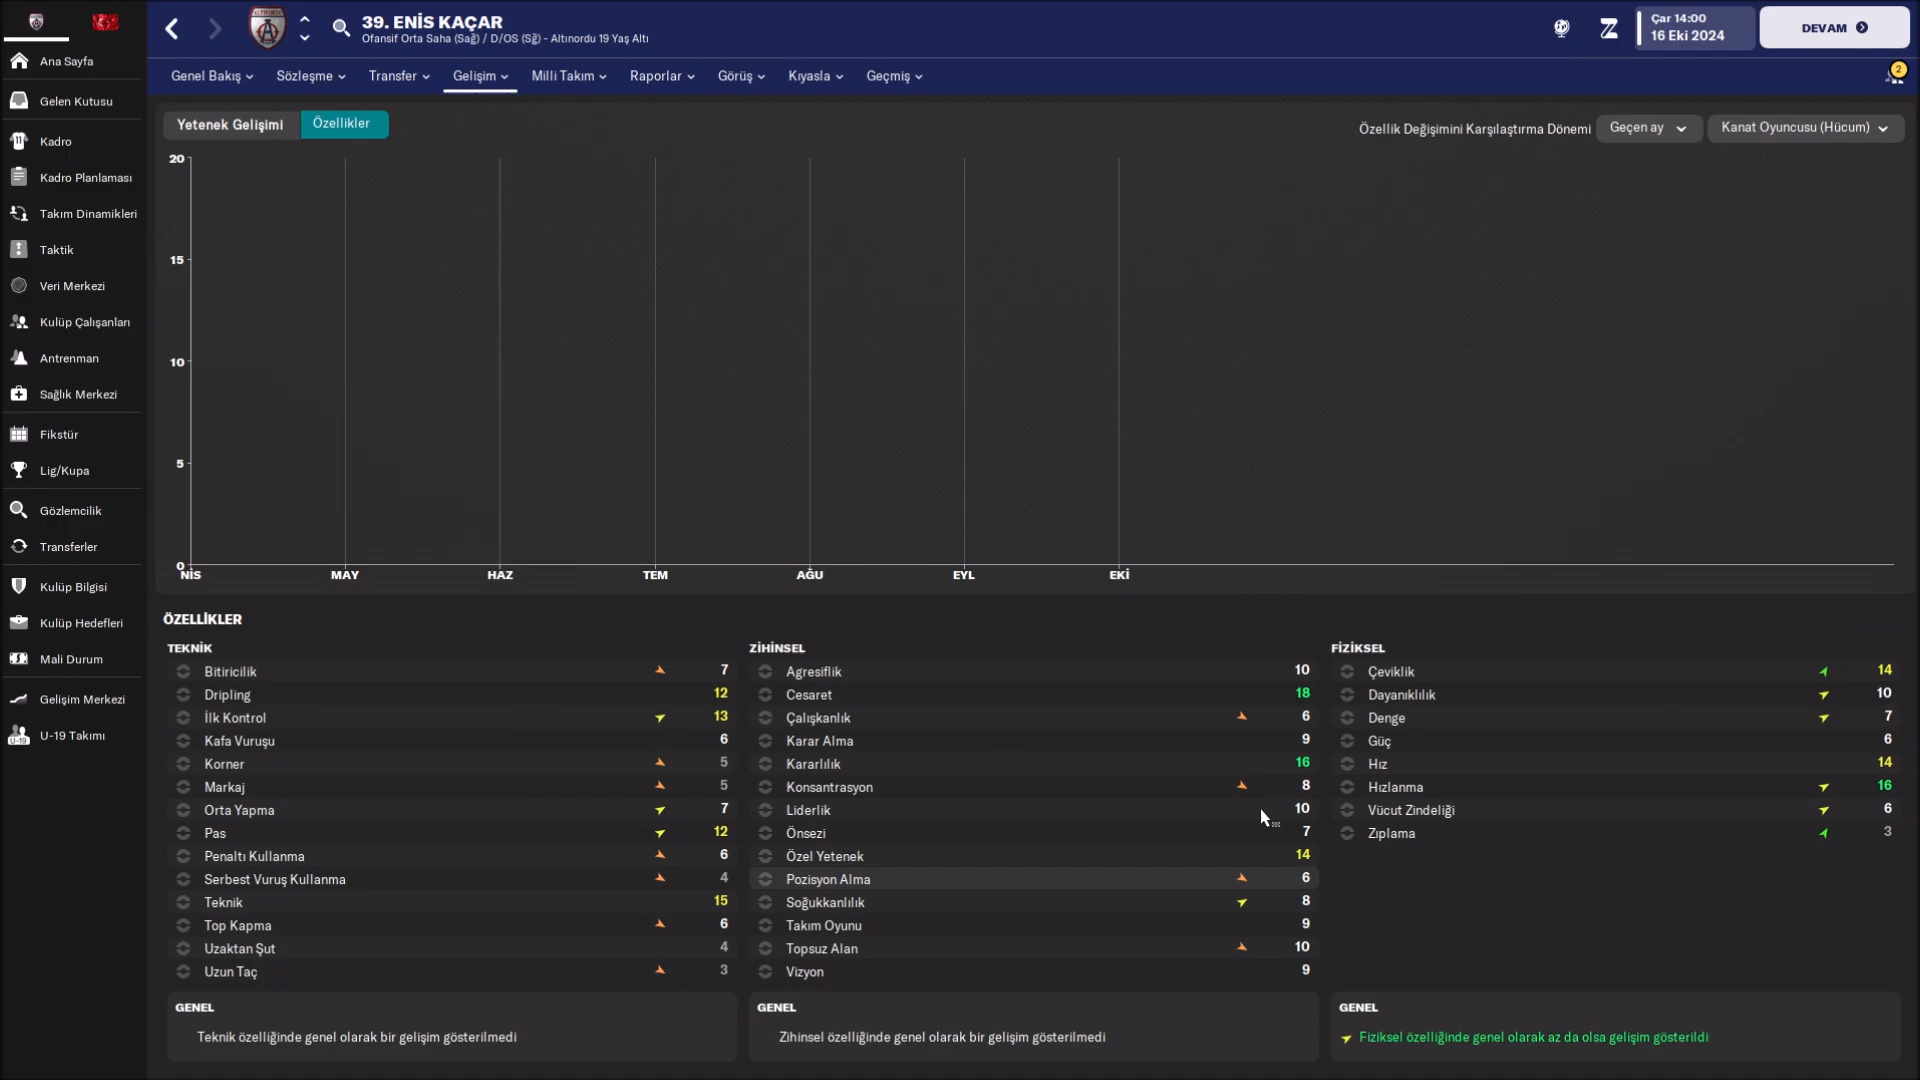 39. ENİS KAÇAR
Ofansif Orta Saha (Sağ) / D/OS (Sğ) - Altınordu 19 Yaş Altı
Çar 14:00
16 Eki 2024
DEVAM
Genel Bakış
Sözleşme
Transfer
Gelişim
Milli Takım
Raporlar
Görüş
Kıyasla
Geçmiş
2
Ana Sayfa
Gelen Kutusu
Kadro
Kadro Planlaması
Takım Dinamikleri
Taktik
Veri Merkezi
Kulüp Çalışanları
Antrenman
Sağlık Merkezi
Fikstür
Lig/Kupa
Gözlemcilik
Transferler
Kulüp Bilgisi
Kulüp Hedefleri
Mali Durum
Gelişim Merkezi
U-19 Takımı
Yetenek Gelişimi
Özellikler
Özellik Değişimini Karşılaştırma Dönemi
Geçen ay
Kanat Oyuncusu (Hücum)
20
15
10
5
0
NİS
MAY
HAZ
TEM
AĞU
EYL
EKİ
ÖZELLİKLER
TEKNİK
Bitiricilik 7
Dripling 12
İlk Kontrol 13
Kafa Vuruşu 6
Korner 5
Markaj 5
Orta Yapma 7
Pas 12
Penaltı Kullanma 6
Serbest Vuruş Kullanma 4
Teknik 15
Top Kapma 6
Uzaktan Şut 4
Uzun Taç 3
GENEL
Teknik özelliğinde genel olarak bir gelişim gösterilmedi
ZİHİNSEL
Agresiflik 10
Cesaret 18
Çalışkanlık 6
Karar Alma 9
Kararlılık 16
Konsantrasyon 8
Liderlik 10
Önsezi 7
Özel Yetenek 14
Pozisyon Alma 6
Soğukkanlılık 8
Takım Oyunu 9
Topsuz Alan 10
Vizyon 9
GENEL
Zihinsel özelliğinde genel olarak bir gelişim gösterilmedi
FİZİKSEL
Çeviklik 14
Dayanıklılık 10
Denge 7
Güç 6
Hız 14
Hızlanma 16
Vücut Zindeliği 6
Zıplama 3
GENEL
Fiziksel özelliğinde genel olarak az da olsa gelişim gösterildi